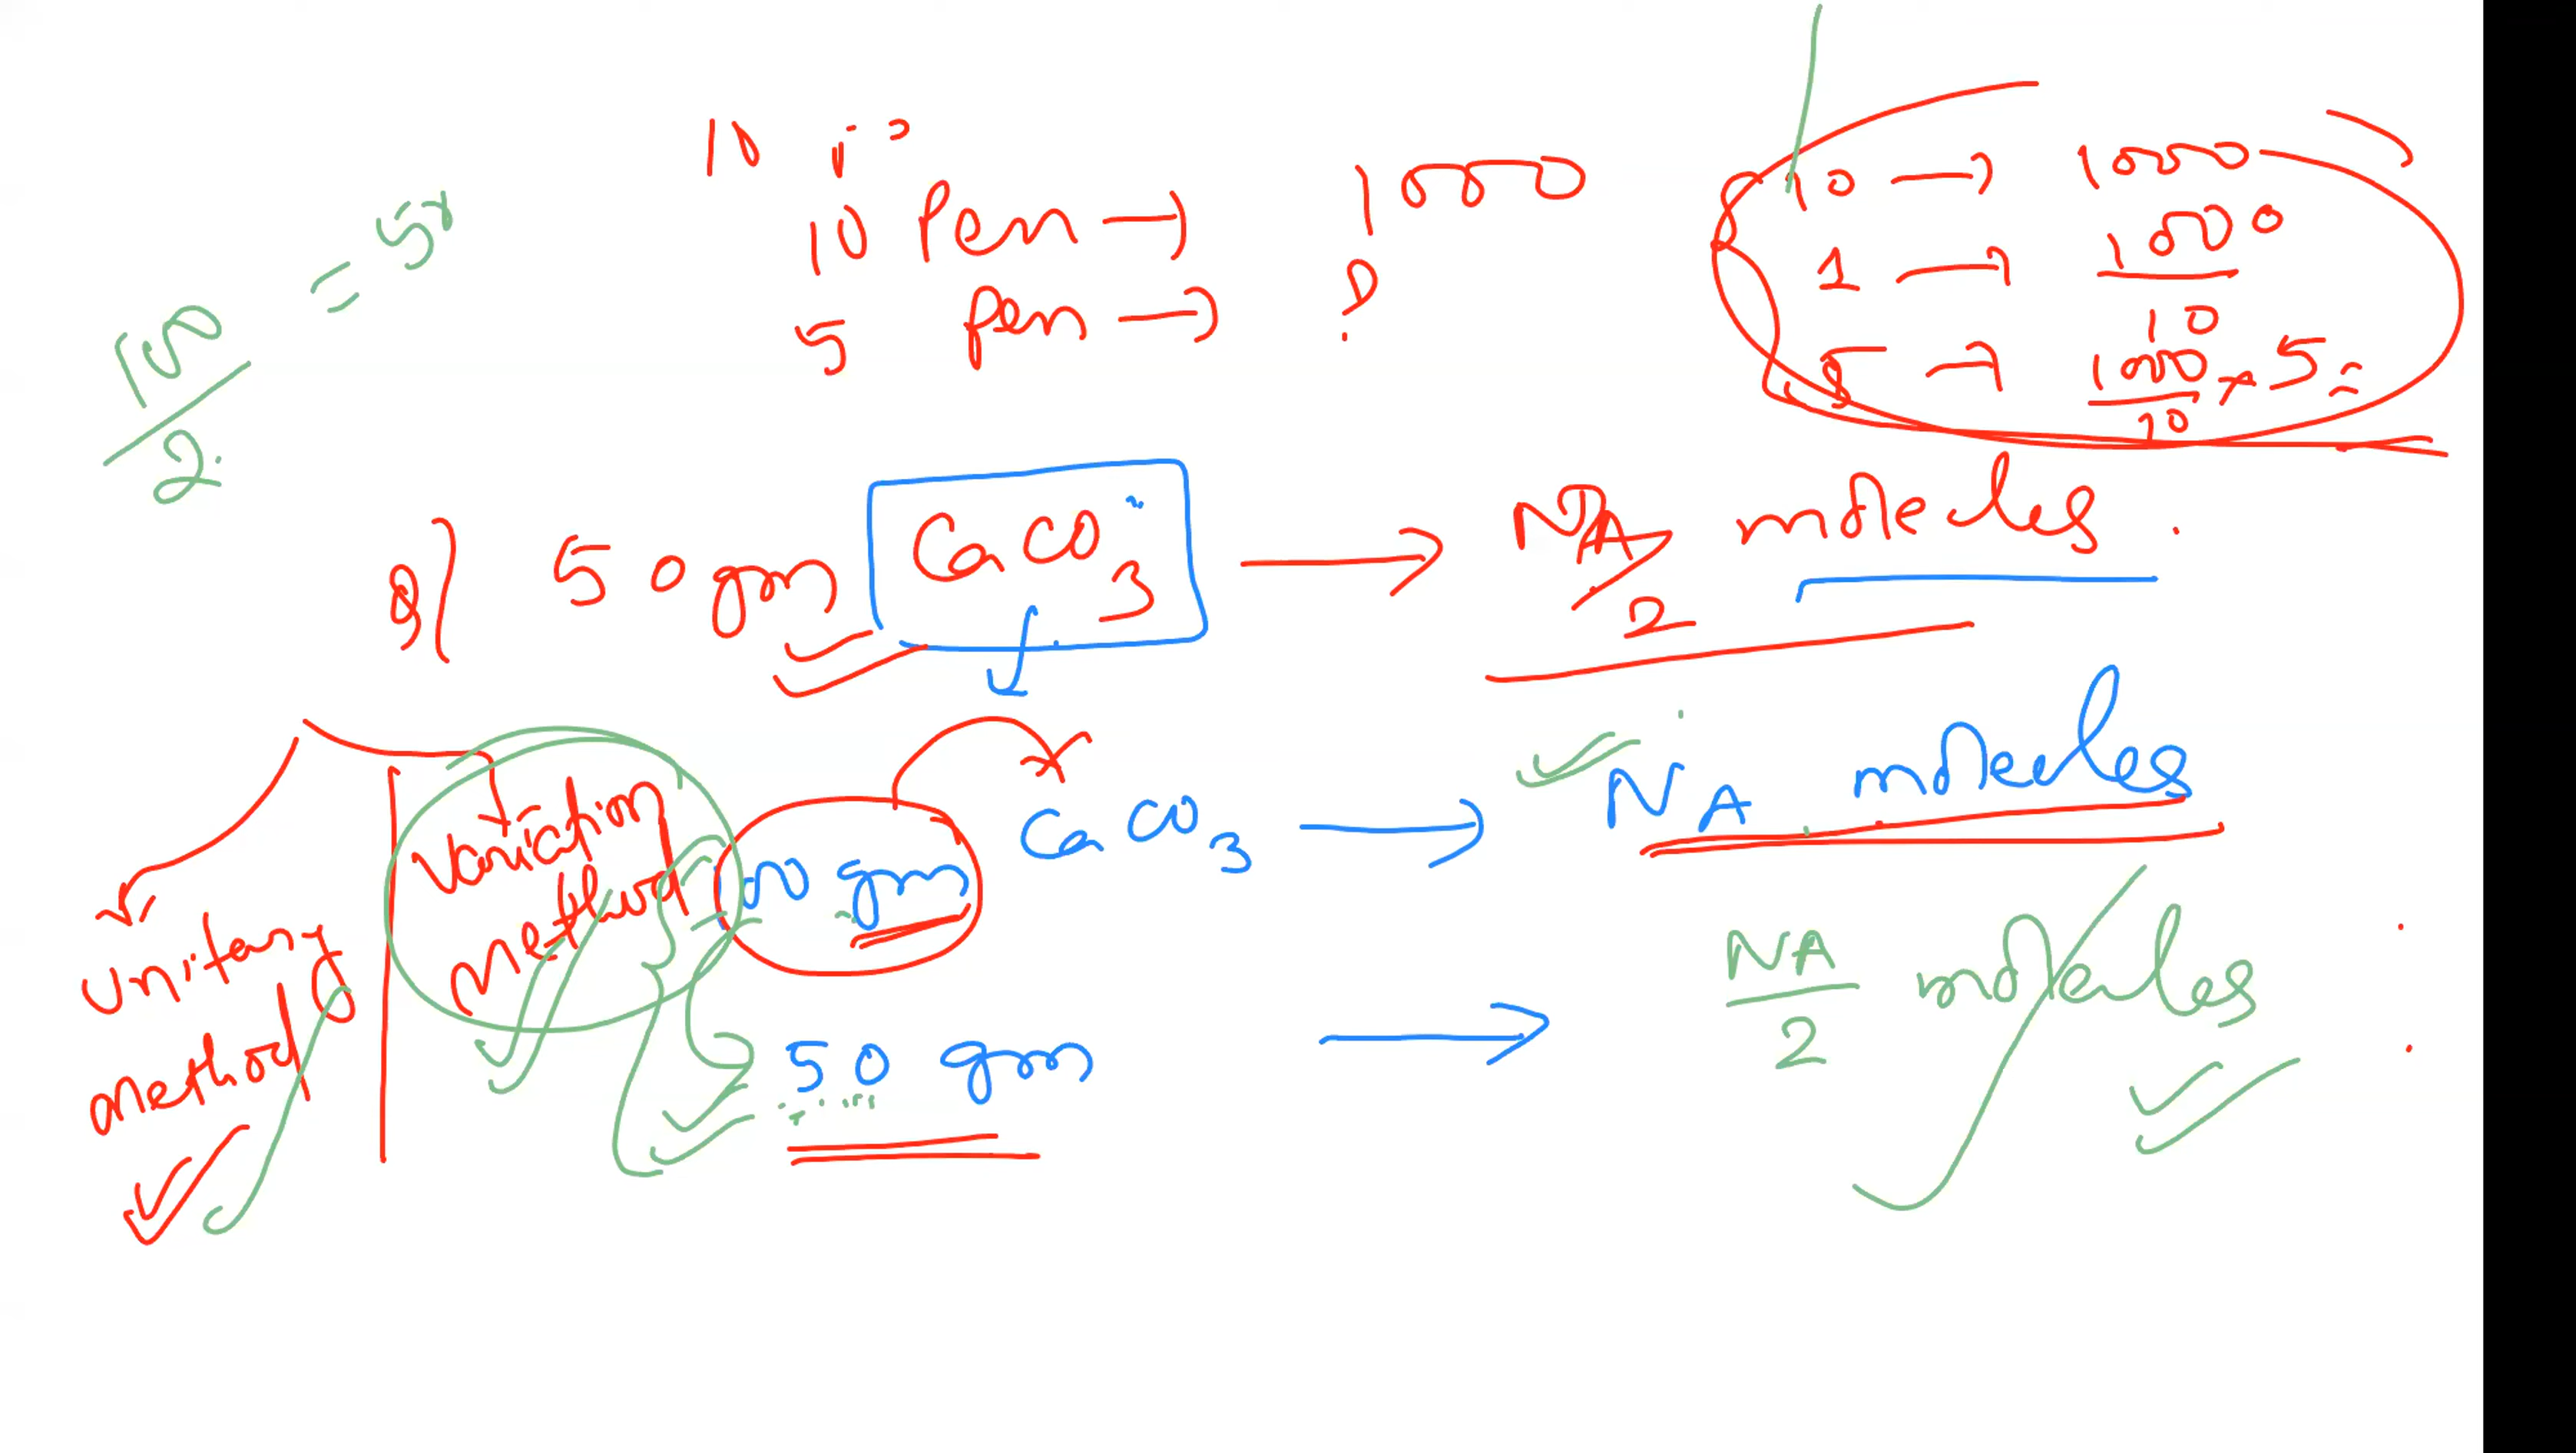 10
10 Pen → 1000
5 Pen → ?
10 → 1000
1 → 1000/10
5 → 1000/10 × 5 =
100/2 = 50
Q) 50 gm CaCO3 → NA/2 molecules.
100 gm CaCO3 → NA molecules
50 gm → NA/2 molecules
unitary method
variation method